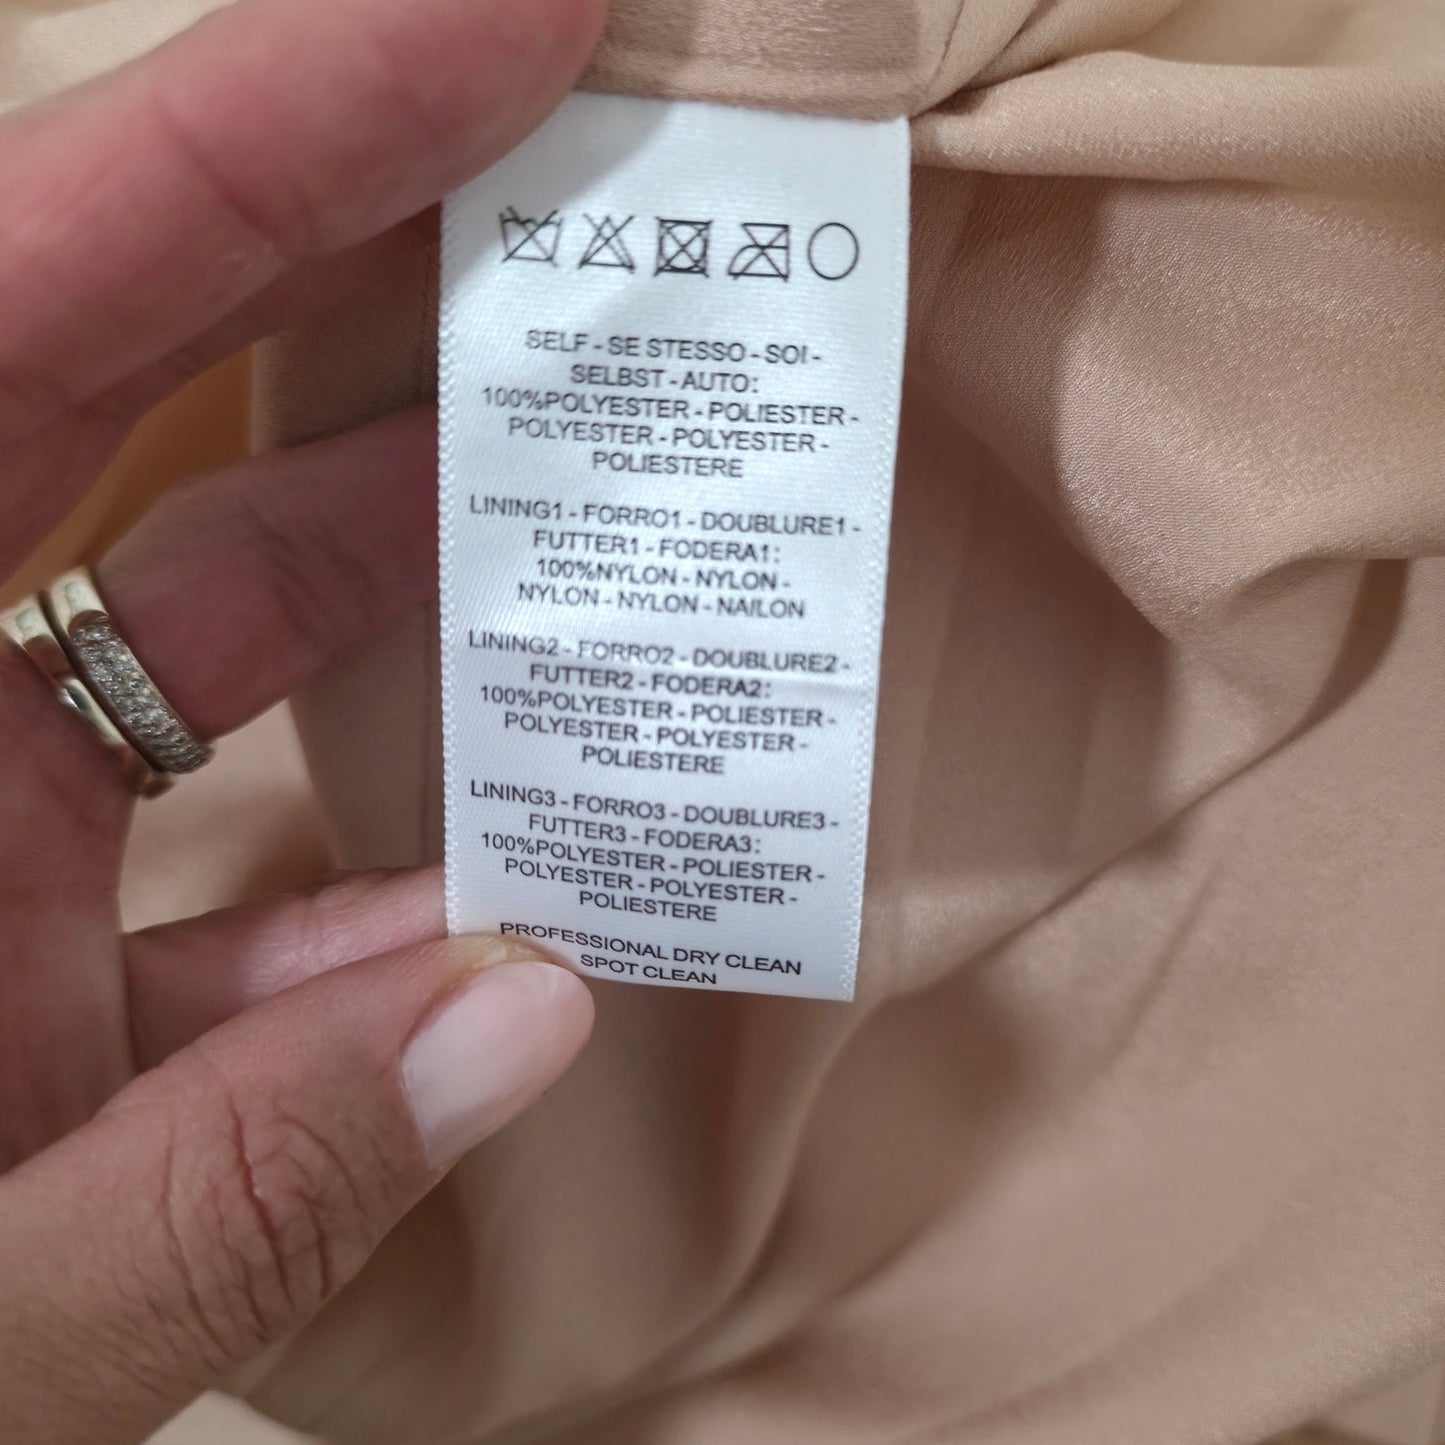 SELF - SE STESSO - SOI -
SELBST - AUTO:
100%POLYESTER - POLIESTER -
POLYESTER - POLYESTER -
POLIESTERE
LINING1 - FORRO1 - DOUBLURE1 -
FUTTER1 - FODERA1:
100%NYLON - NYLON -
NYLON - NYLON - NAILON
LINING2 - FORRO2 - DOUBLURE2 -
FUTTER2 - FODERA2:
100%POLYESTER - POLIESTER -
POLYESTER - POLYESTER -
POLIESTERE
LINING3 - FORRO3 - DOUBLURE3 -
FUTTER3 - FODERA3:
100%POLYESTER - POLIESTER -
POLYESTER - POLYESTER -
POLIESTERE
PROFESSIONAL DRY CLEAN
SPOT CLEAN